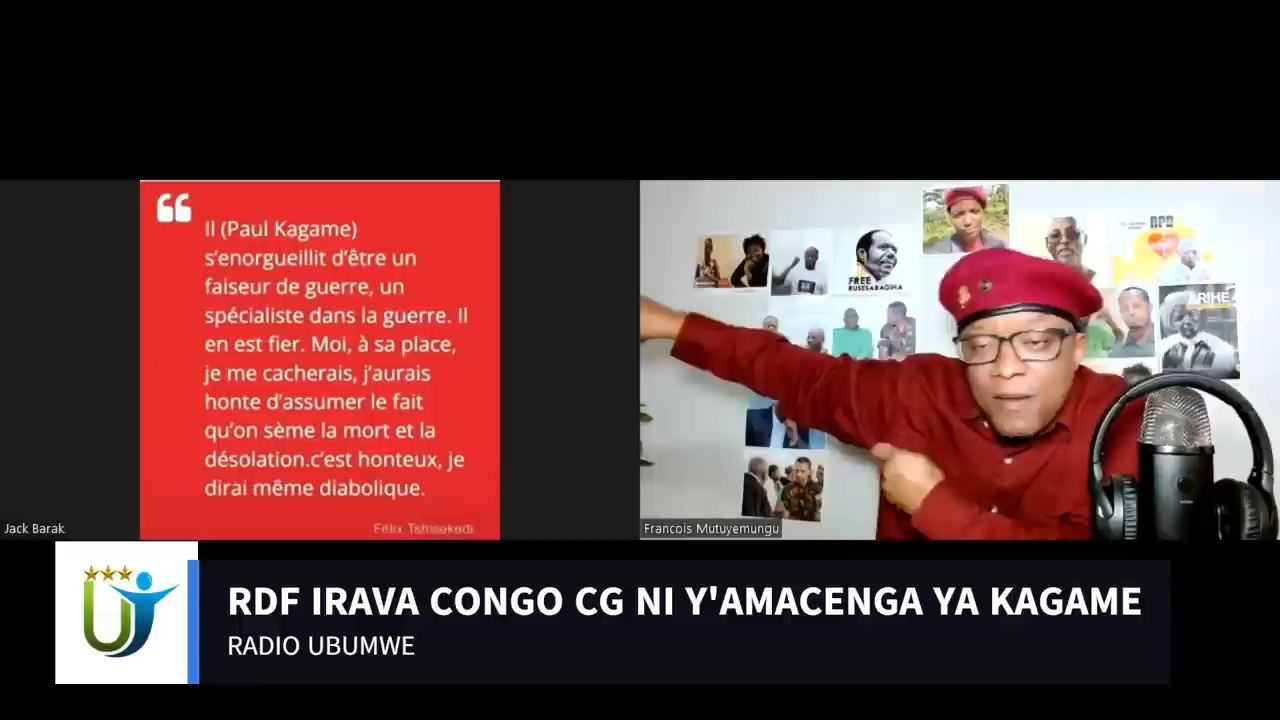 Il (Paul Kagame)
s'enorgueillit d'être un
faiseur de guerre, un
spécialiste dans la guerre. Il
en est fier. Moi, à sa place,
je me cacherais, j'aurais
honte d'assumer le fait
qu'on sème la mort et la
désolation.c'est honteux, je
dirai même diabolique.
Félix Tshisekedi
Jack Barak
FREE
RUSESABAGINA
ARIHE
Francois Mutuyemungu
RDF IRAVA CONGO CG NI Y'AMACENGA YA KAGAME
RADIO UBUMWE